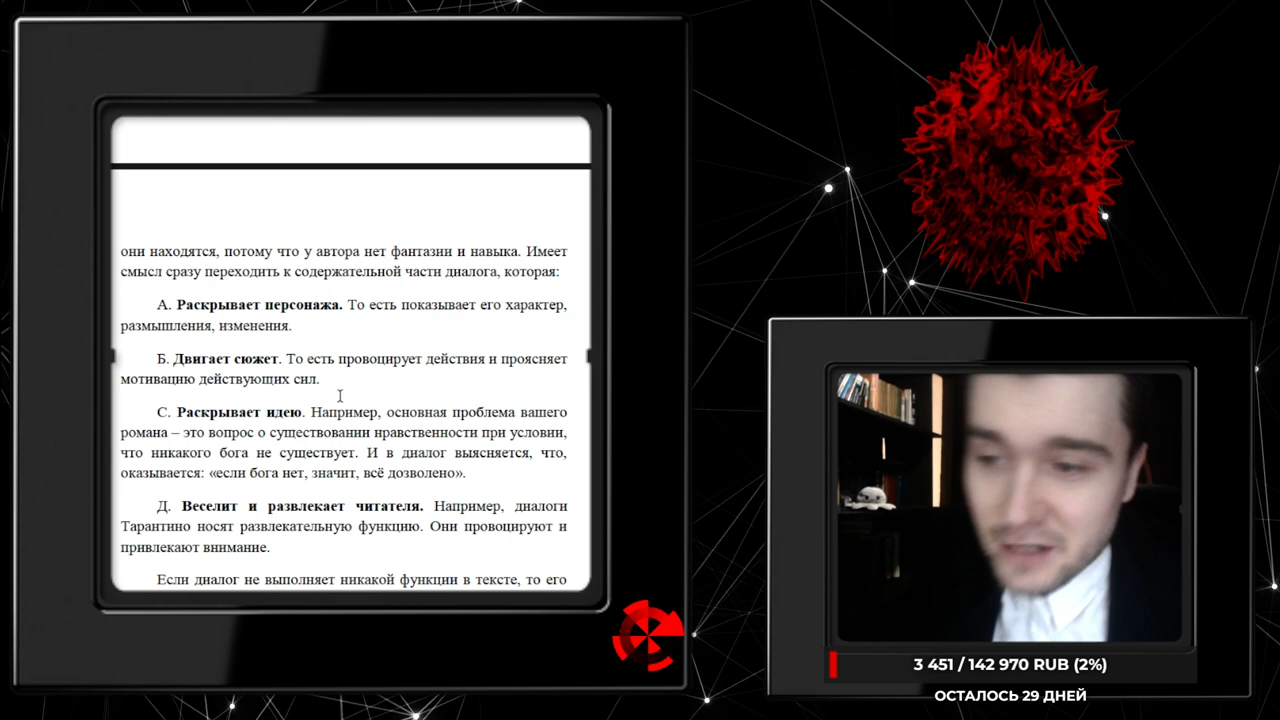 они находятся, потому что у автора нет фантазии и навыка. Имеет
смысл сразу переходить к содержательной части диалога, которая:
А. Раскрывает персонажа. То есть показывает его характер,
размышления, изменения.
Б. Двигает сюжет. То есть провоцирует действия и проясняет
мотивацию действующих сил.
С. Раскрывает идею. Например, основная проблема вашего
романа – это вопрос о существовании нравственности при условии,
что никакого бога не существует. И в диалог выясняется, что,
оказывается: «если бога нет, значит, всё дозволено».
Д. Веселит и развлекает читателя. Например, диалоги
Тарантино носят развлекательную функцию. Они провоцируют и
привлекают внимание.
Если диалог не выполняет никакой функции в тексте, то его
3 451 / 142 970 RUB (2%)
ОСТАЛОСЬ 29 ДНЕЙ